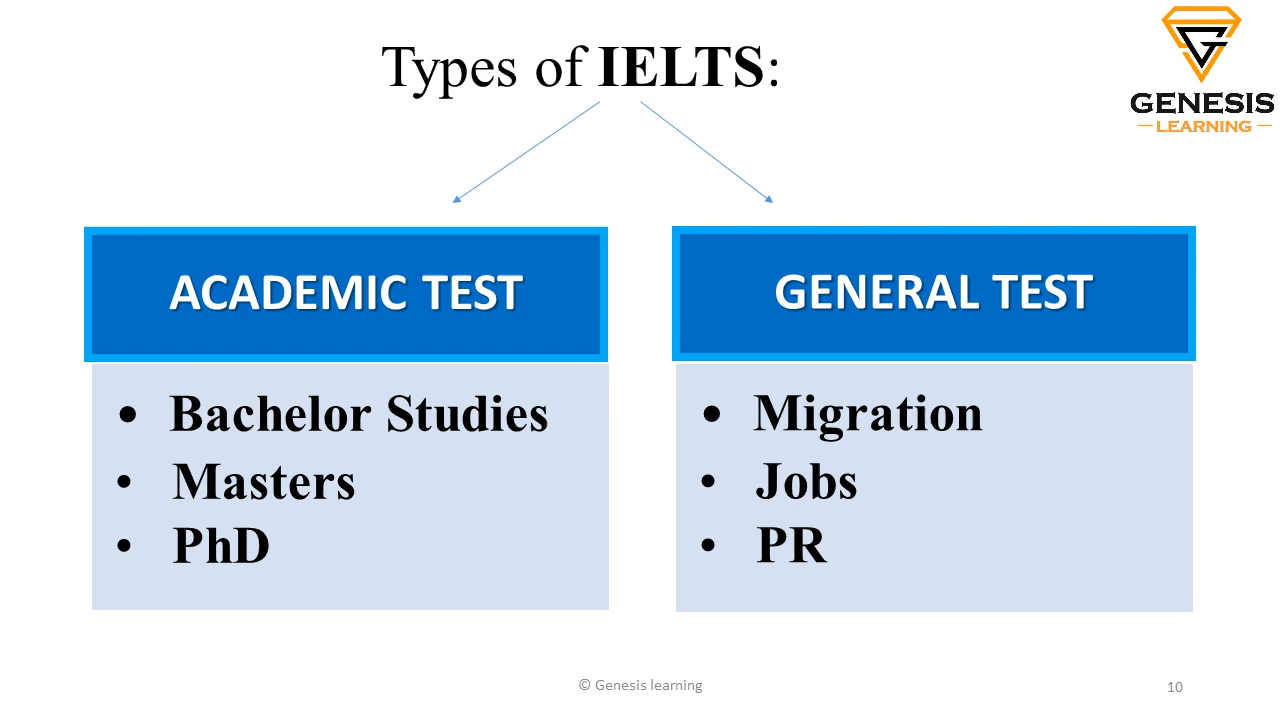 Types of IELTS:
GENESIS
LEARNING
ACADEMIC TEST
• Bachelor Studies
• Masters
• PhD
GENERAL TEST
• Migration
• Jobs
• PR
© Genesis learning
10